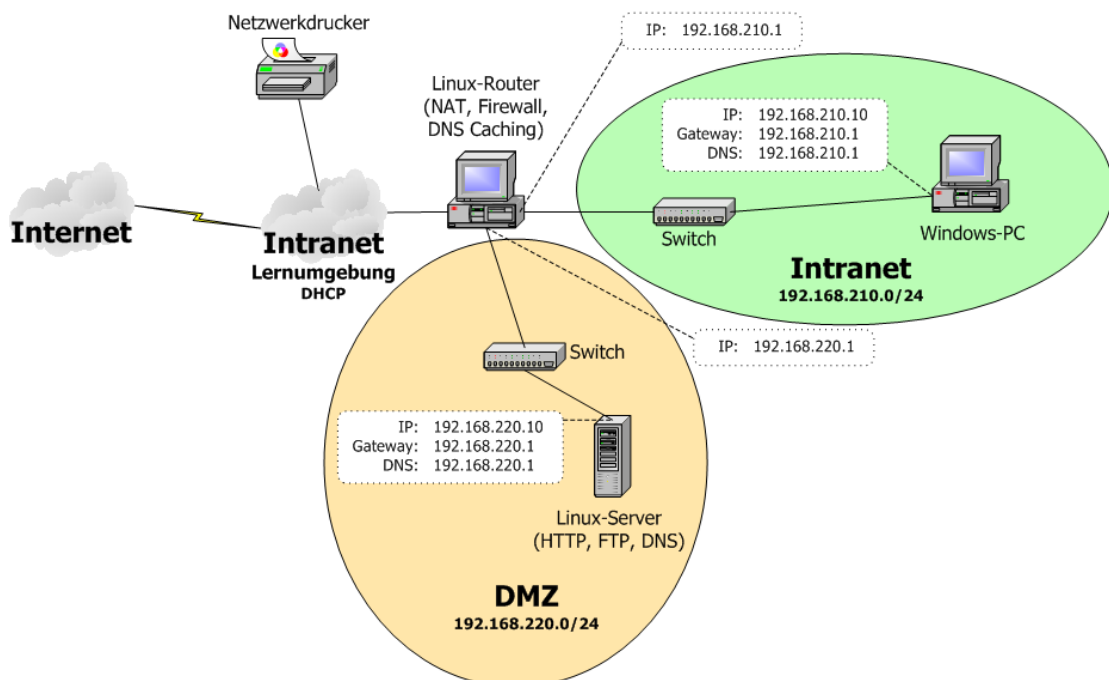 Netzwerkdrucker
IP: 192.168.210.1
Linux-Router
(NAT, Firewall,
DNS Caching)
IP: 192.168.210.10
Gateway: 192.168.210.1
DNS: 192.168.210.1
Internet
Intranet
Lernumgebung
DHCP
Switch
Windows-PC
Intranet
192.168.210.0/24
IP: 192.168.220.1
Switch
IP: 192.168.220.10
Gateway: 192.168.220.1
DNS: 192.168.220.1
Linux-Server
(HTTP, FTP, DNS)
DMZ
192.168.220.0/24